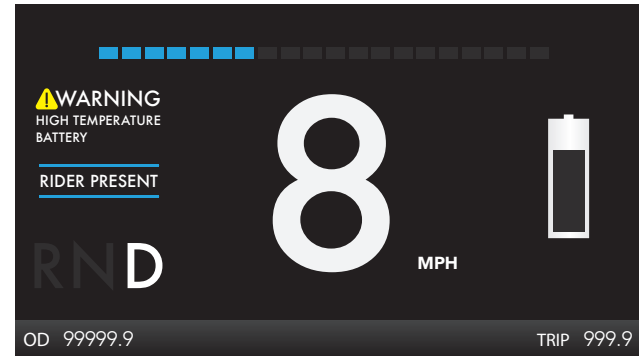 WARNING
HIGH TEMPERATURE
BATTERY
RIDER PRESENT
RND
8 MPH
OD 99999.9
TRIP 999.9